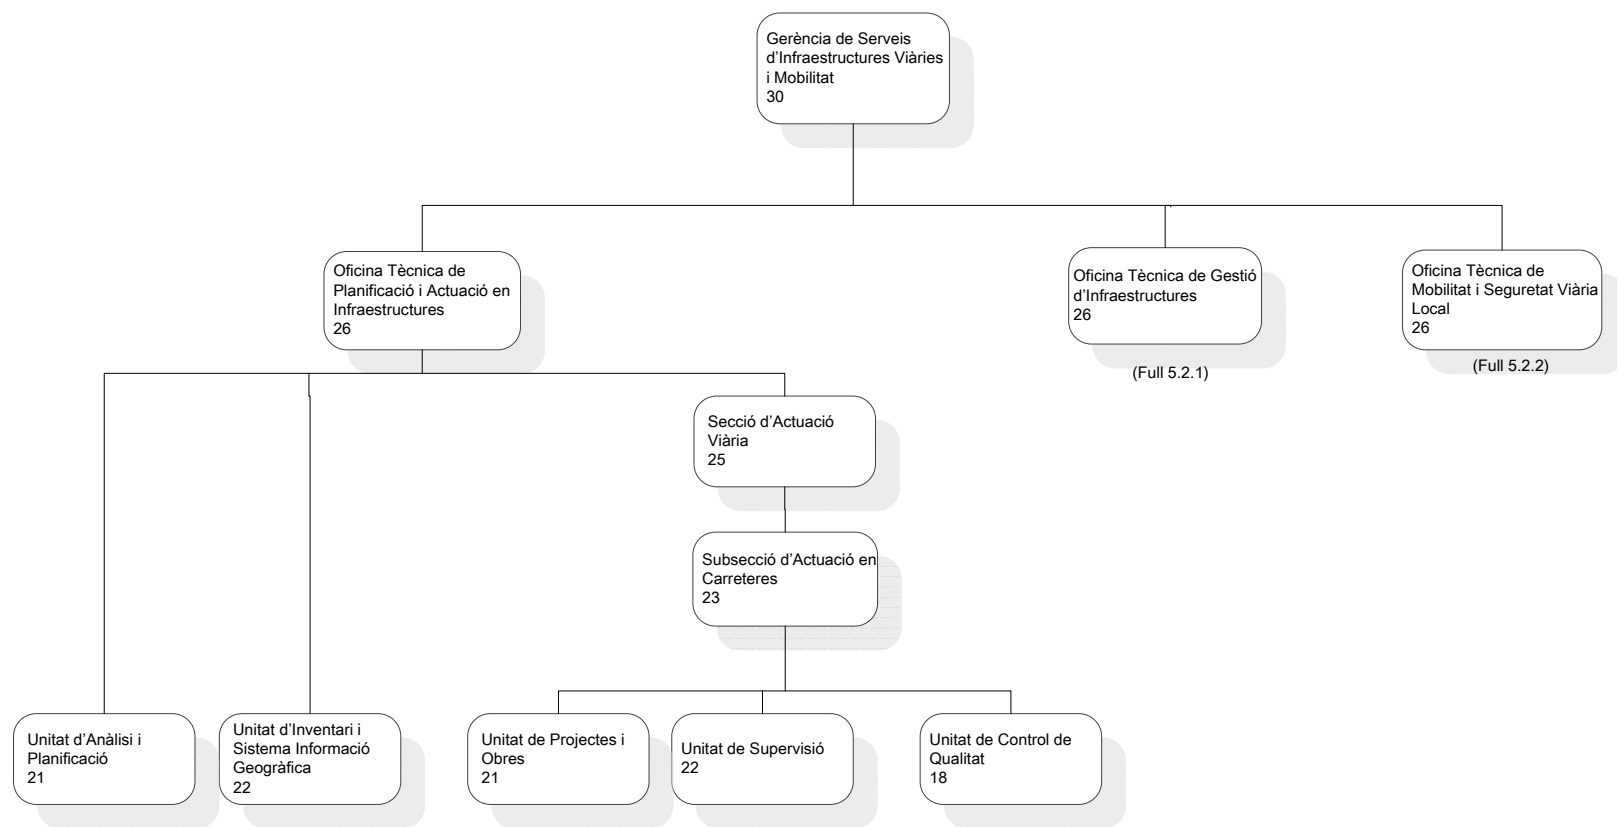 Gerència de Serveis
d’Infraestructures Viàries
i Mobilitat
30
Oficina Tècnica de
Planificació i Actuació en
Infraestructures
26
Oficina Tècnica de Gestió
d’Infraestructures
26
(Full 5.2.1)
Oficina Tècnica de
Mobilitat i Seguretat Viària
Local
26
(Full 5.2.2)
Secció d’Actuació
Viària
25
Subsecció d’Actuació en
Carreteres
23
Unitat d’Anàlisi i
Planificació
21
Unitat d’Inventari i
Sistema Informació
Geogràfica
22
Unitat de Projectes i
Obres
21
Unitat de Supervisió
22
Unitat de Control de
Qualitat
18